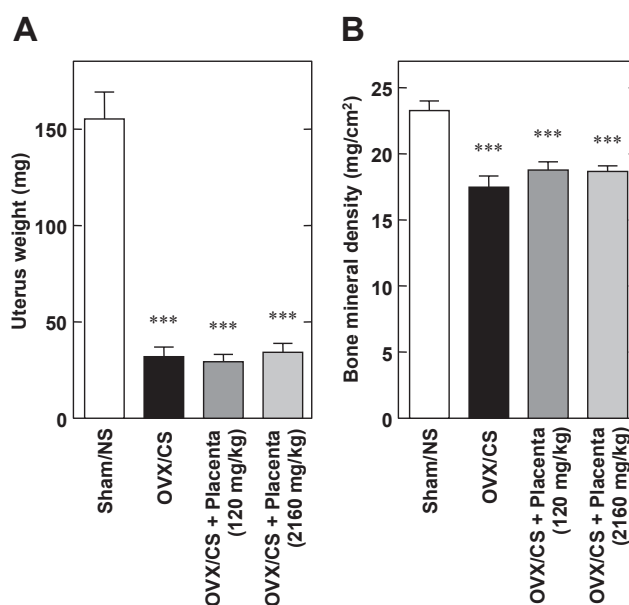 A
Uterus weight (mg)
150
100
50
0
***
***
***
Sham/NS
OVX/CS
OVX/CS + Placenta
(120 mg/kg)
OVX/CS + Placenta
(2160 mg/kg)
B
Bone mineral density (mg/cm²)
25
20
15
10
5
0
***
***
***
Sham/NS
OVX/CS
OVX/CS + Placenta
(120 mg/kg)
OVX/CS + Placenta
(2160 mg/kg)